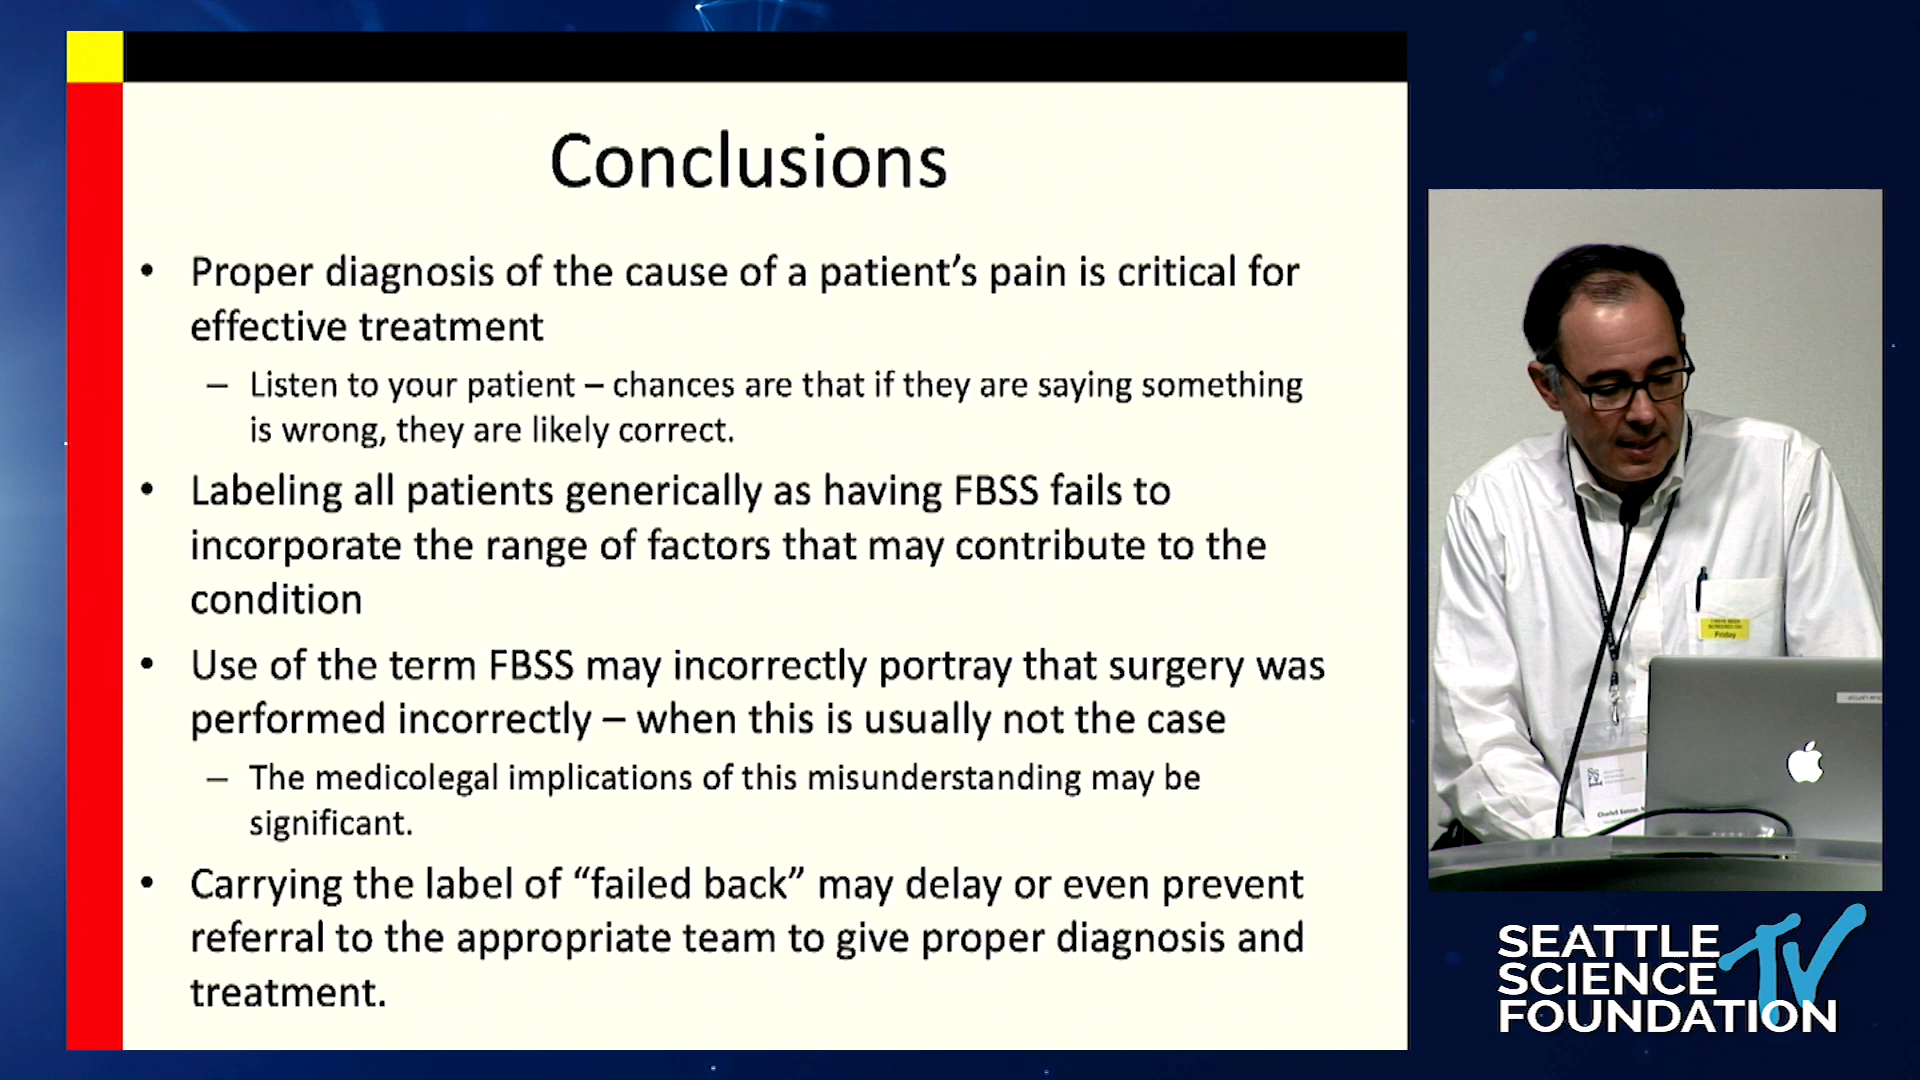 Conclusions
• Proper diagnosis of the cause of a patient’s pain is critical for
effective treatment
– Listen to your patient – chances are that if they are saying something
is wrong, they are likely correct.
• Labeling all patients generically as having FBSS fails to
incorporate the range of factors that may contribute to the
condition
• Use of the term FBSS may incorrectly portray that surgery was
performed incorrectly – when this is usually not the case
– The medicolegal implications of this misunderstanding may be
significant.
• Carrying the label of “failed back” may delay or even prevent
referral to the appropriate team to give proper diagnosis and
treatment.
Friday
SEATTLE
SCIENCE
FOUNDATION
TV